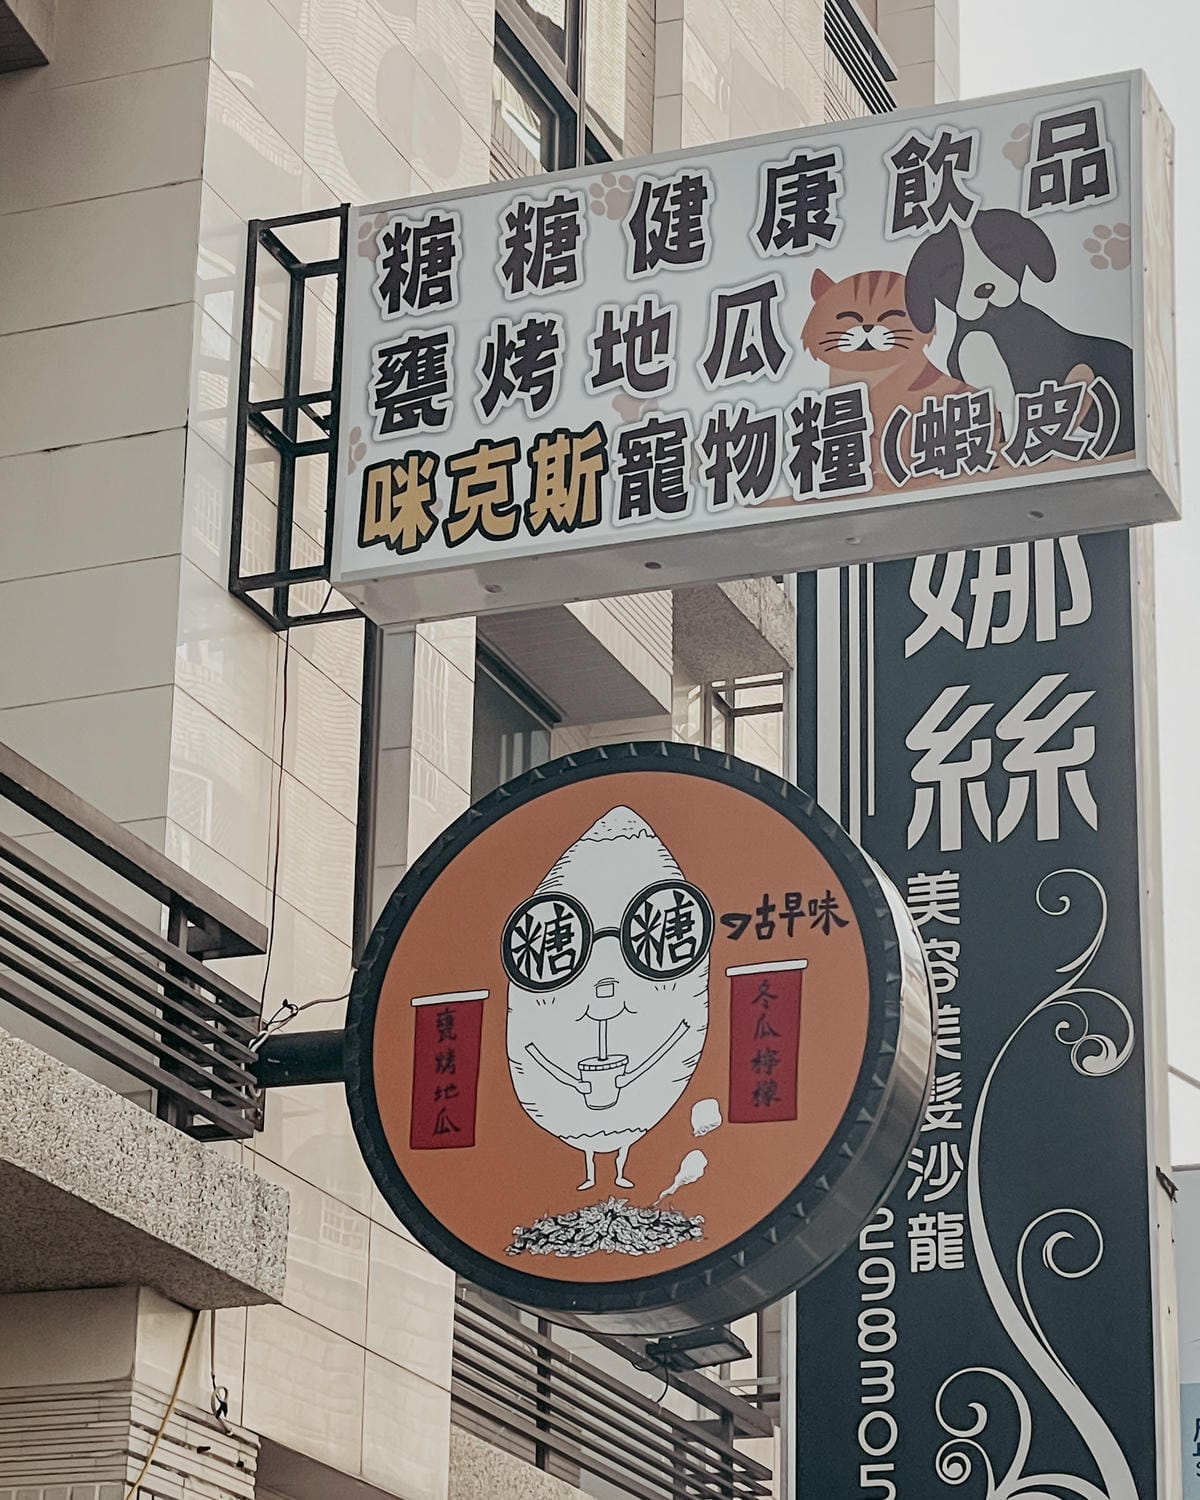 糖糖健康飲品
甕烤地瓜
咪克斯寵物糧(蝦皮)
娜絲
美容美髮沙龍
2983305
糖 糖
古早味
甕烤地瓜
冬瓜檸檬